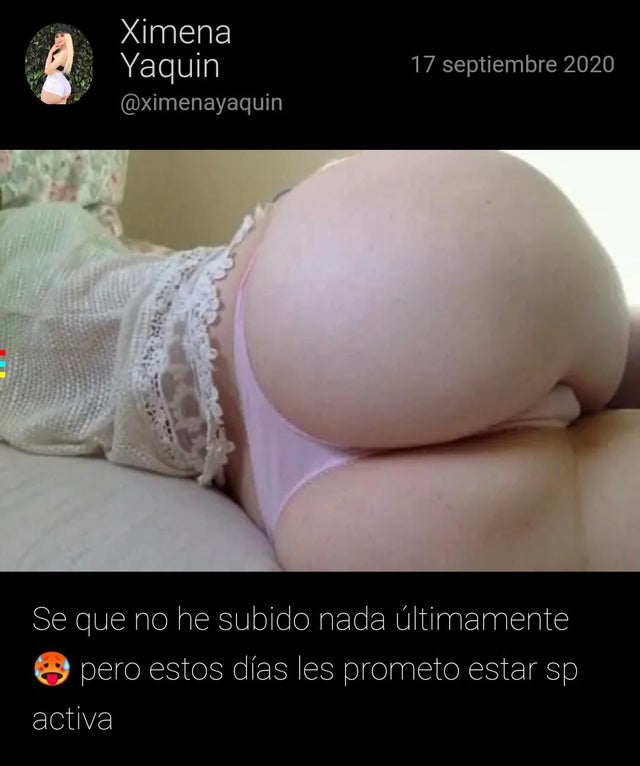 Ximena
Yaquin
17 septiembre 2020
@ximenayaquin
Se que no he subido nada últimamente
🥵 pero estos días les prometo estar sp
activa